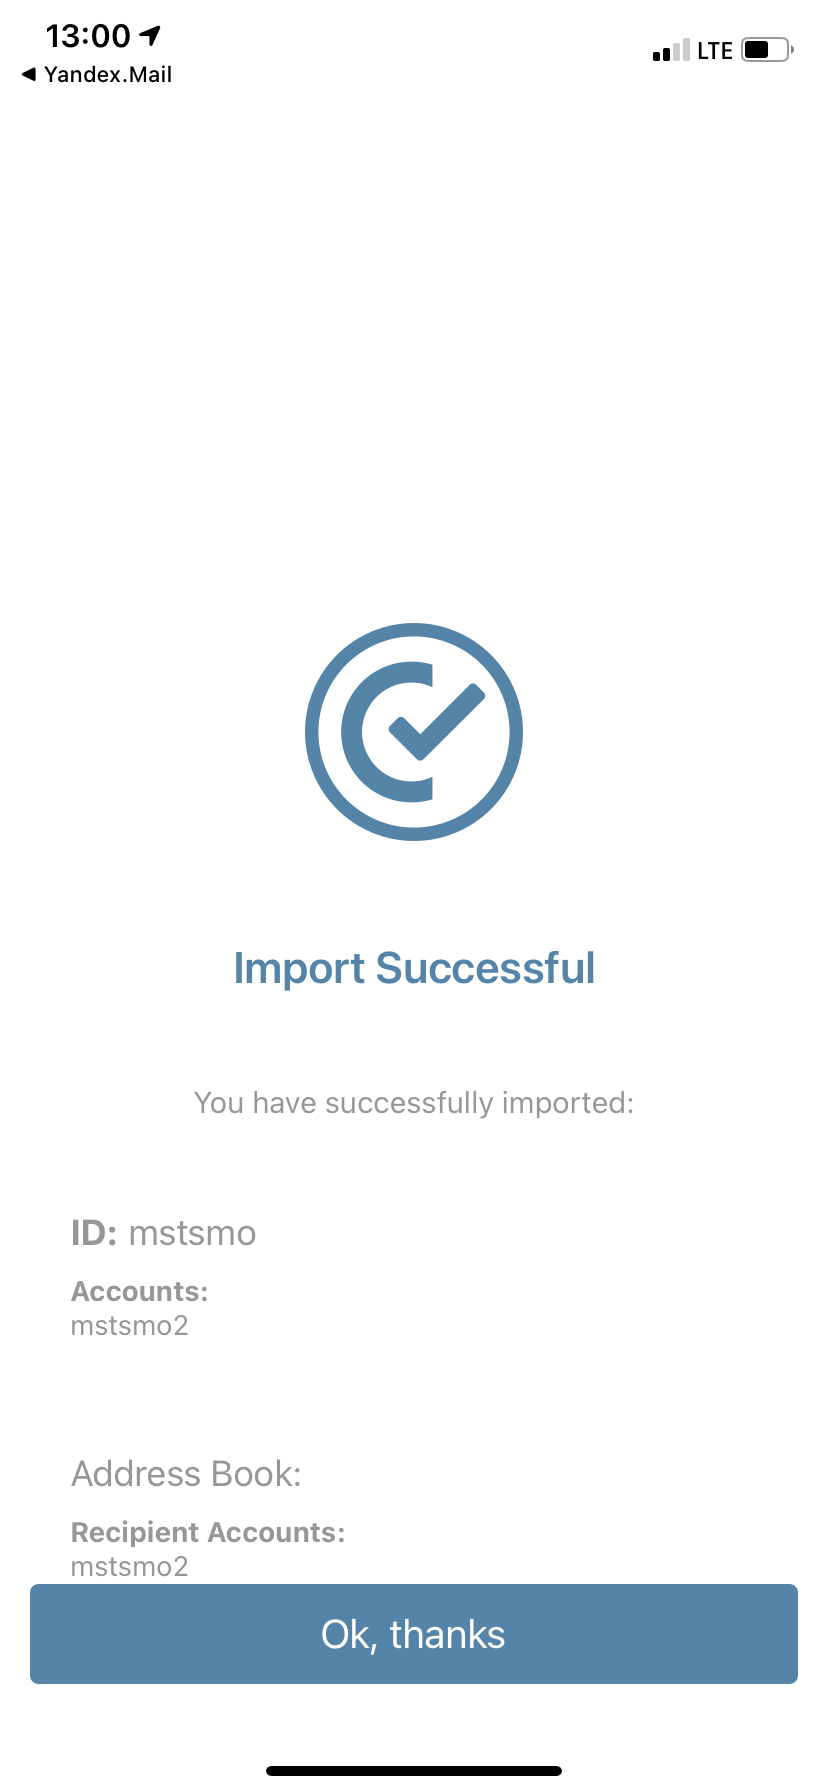 13:00
LTE
◀ Yandex.Mail
Import Successful
You have successfully imported:
ID: mstsmo
Accounts:
mstsmo2
Address Book:
Recipient Accounts:
mstsmo2
Ok, thanks